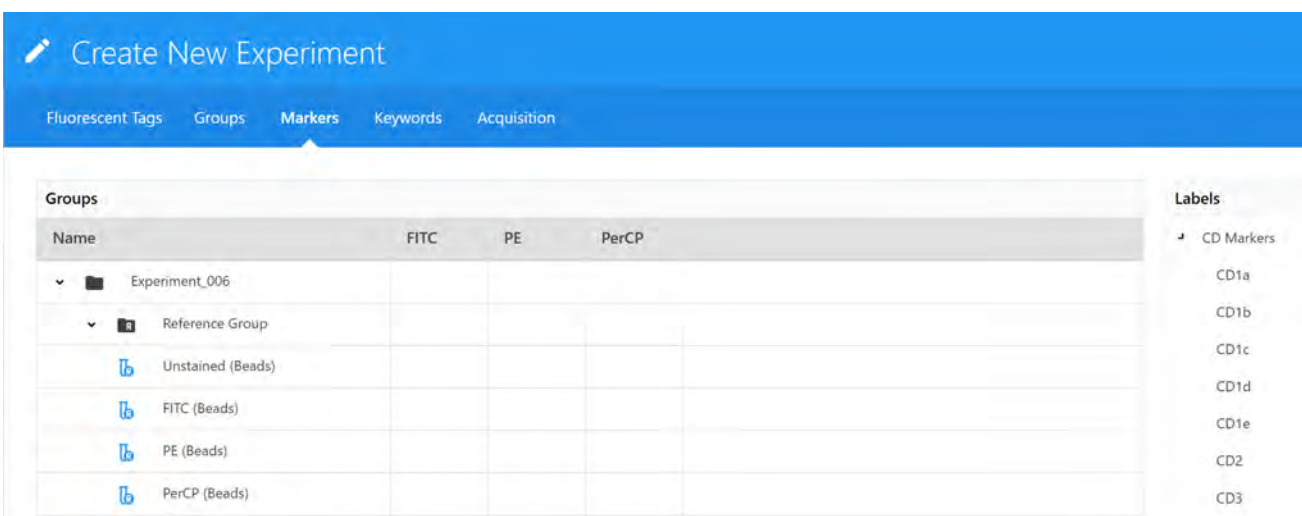 Create New Experiment
Fluorescent Tags Groups Markers Keywords Acquisition
Groups
Name FITC PE PerCP
Experiment_006
Reference Group
Unstained (Beads)
FITC (Beads)
PE (Beads)
PerCP (Beads)
Labels
CD Markers
CD1a
CD1b
CD1c
CD1d
CD1e
CD2
CD3